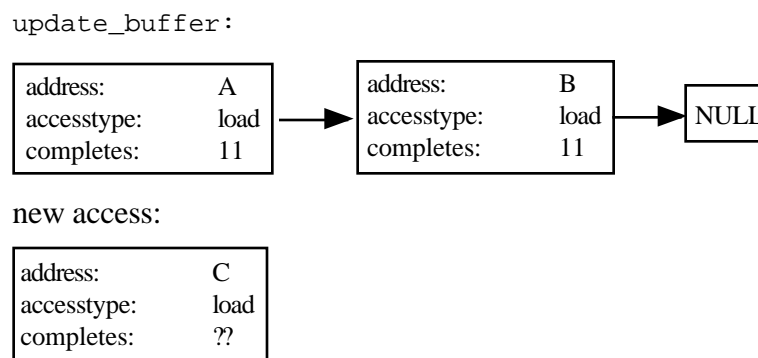 update_buffer:
address: A
accesstype: load
completes: 11
address: B
accesstype: load
completes: 11
NULL
new access:
address: C
accesstype: load
completes: ??